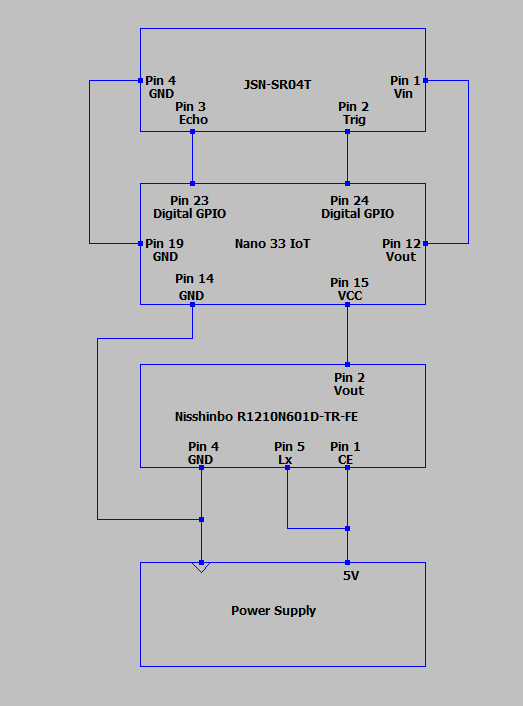 Pin 4
GND
JSN-SR04T
Pin 1
Vin
Pin 3
Echo
Pin 2
Trig
Pin 23
Digital GPIO
Pin 24
Digital GPIO
Pin 19
GND
Nano 33 IoT
Pin 12
Vout
Pin 14
GND
Pin 15
VCC
Pin 2
Vout
Nisshinbo R1210N601D-TR-FE
Pin 4
GND
Pin 5
Lx
Pin 1
CE
5V
Power Supply